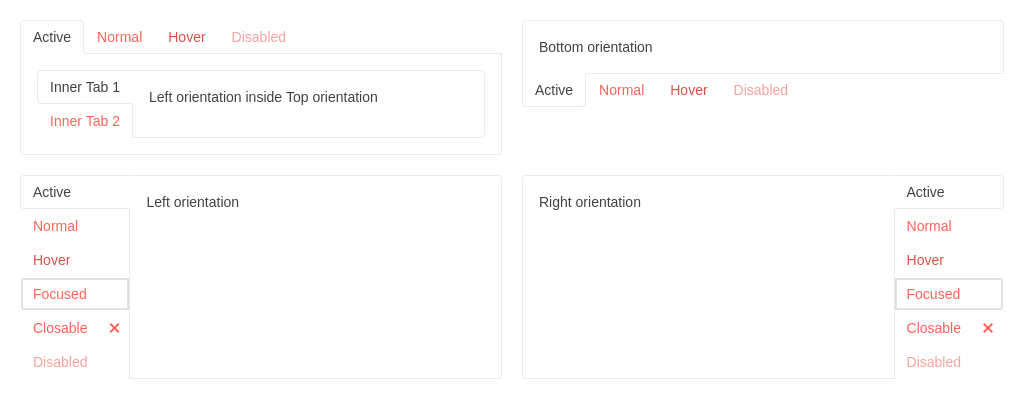 Active Normal Hover Disabled
Inner Tab 1
Left orientation inside Top orientation
Inner Tab 2
Bottom orientation
Active Normal Hover Disabled
Active
Left orientation
Normal
Hover
Focused
Closable
Disabled
Right orientation
Active
Normal
Hover
Focused
Closable
Disabled